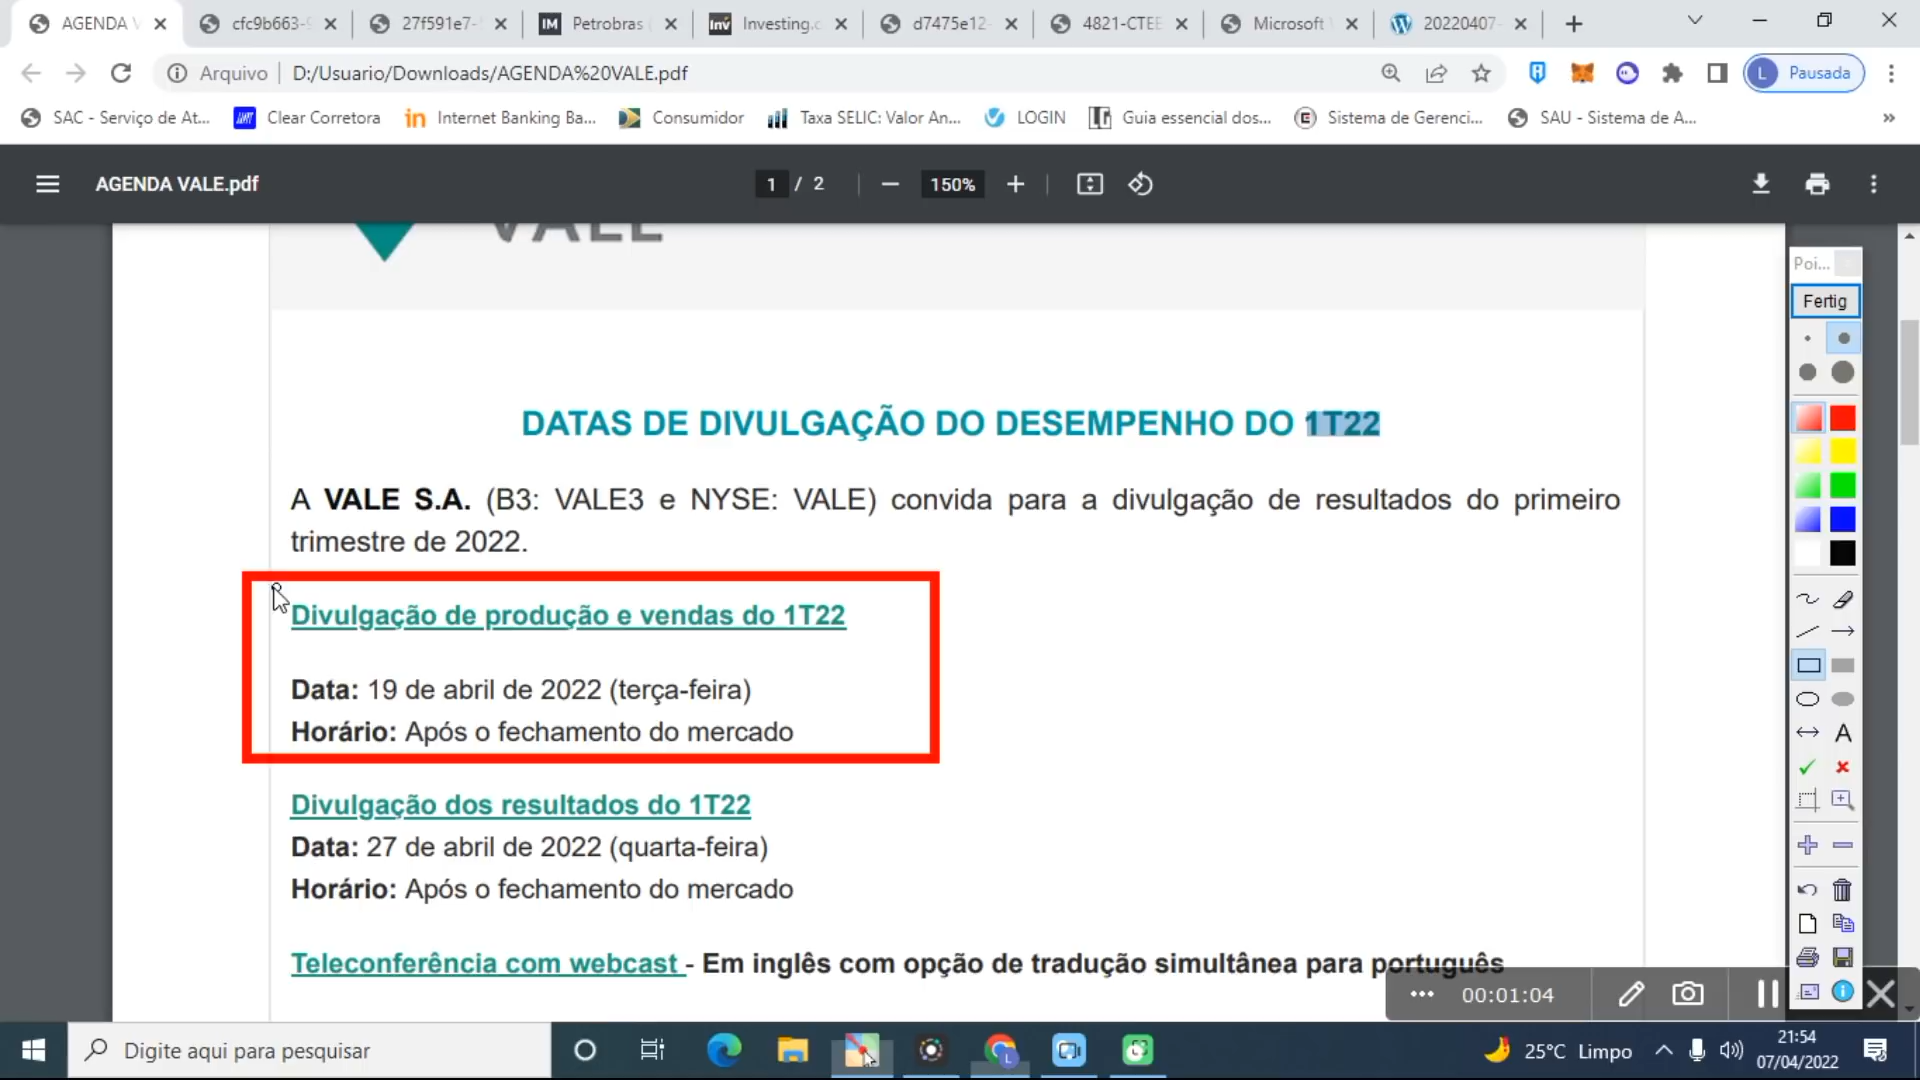 AGENDA V
cfc9b663-9
27f591e7-
IM Petrobras
Inv Investing.c
d7475e12-
4821-CTEE
Microsoft
20220407-
Arquivo D:/Usuario/Downloads/AGENDA%20VALE.pdf
L Pausada
SAC - Serviço de At...
Clear Corretora
in Internet Banking Ba...
Consumidor
Taxa SELIC: Valor An...
LOGIN
Guia essencial dos...
Sistema de Gerenci...
SAU - Sistema de A...
»
AGENDA VALE.pdf
1 / 2
150%
VALE
Poi...
Fertig
DATAS DE DIVULGAÇÃO DO DESEMPENHO DO 1T22
A VALE S.A. (B3: VALE3 e NYSE: VALE) convida para a divulgação de resultados do primeiro
trimestre de 2022.
Divulgação de produção e vendas do 1T22
Data: 19 de abril de 2022 (terça-feira)
Horário: Após o fechamento do mercado
Divulgação dos resultados do 1T22
Data: 27 de abril de 2022 (quarta-feira)
Horário: Após o fechamento do mercado
Teleconferência com webcast - Em inglês com opção de tradução simultânea para português
A
00:01:04
Digite aqui para pesquisar
25°C Limpo
21:54
07/04/2022